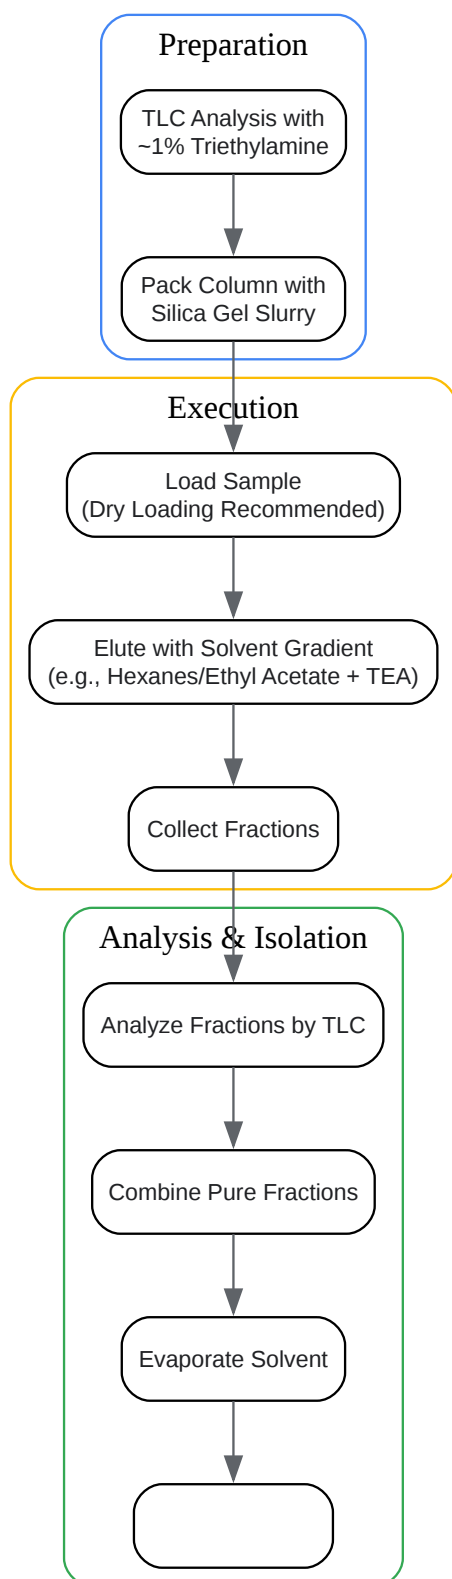 Preparation
TLC Analysis with
~1% Triethylamine
Pack Column with
Silica Gel Slurry
Execution
Load Sample
(Dry Loading Recommended)
Elute with Solvent Gradient
(e.g., Hexanes/Ethyl Acetate + TEA)
Collect Fractions
Analysis & Isolation
Analyze Fractions by TLC
Combine Pure Fractions
Evaporate Solvent